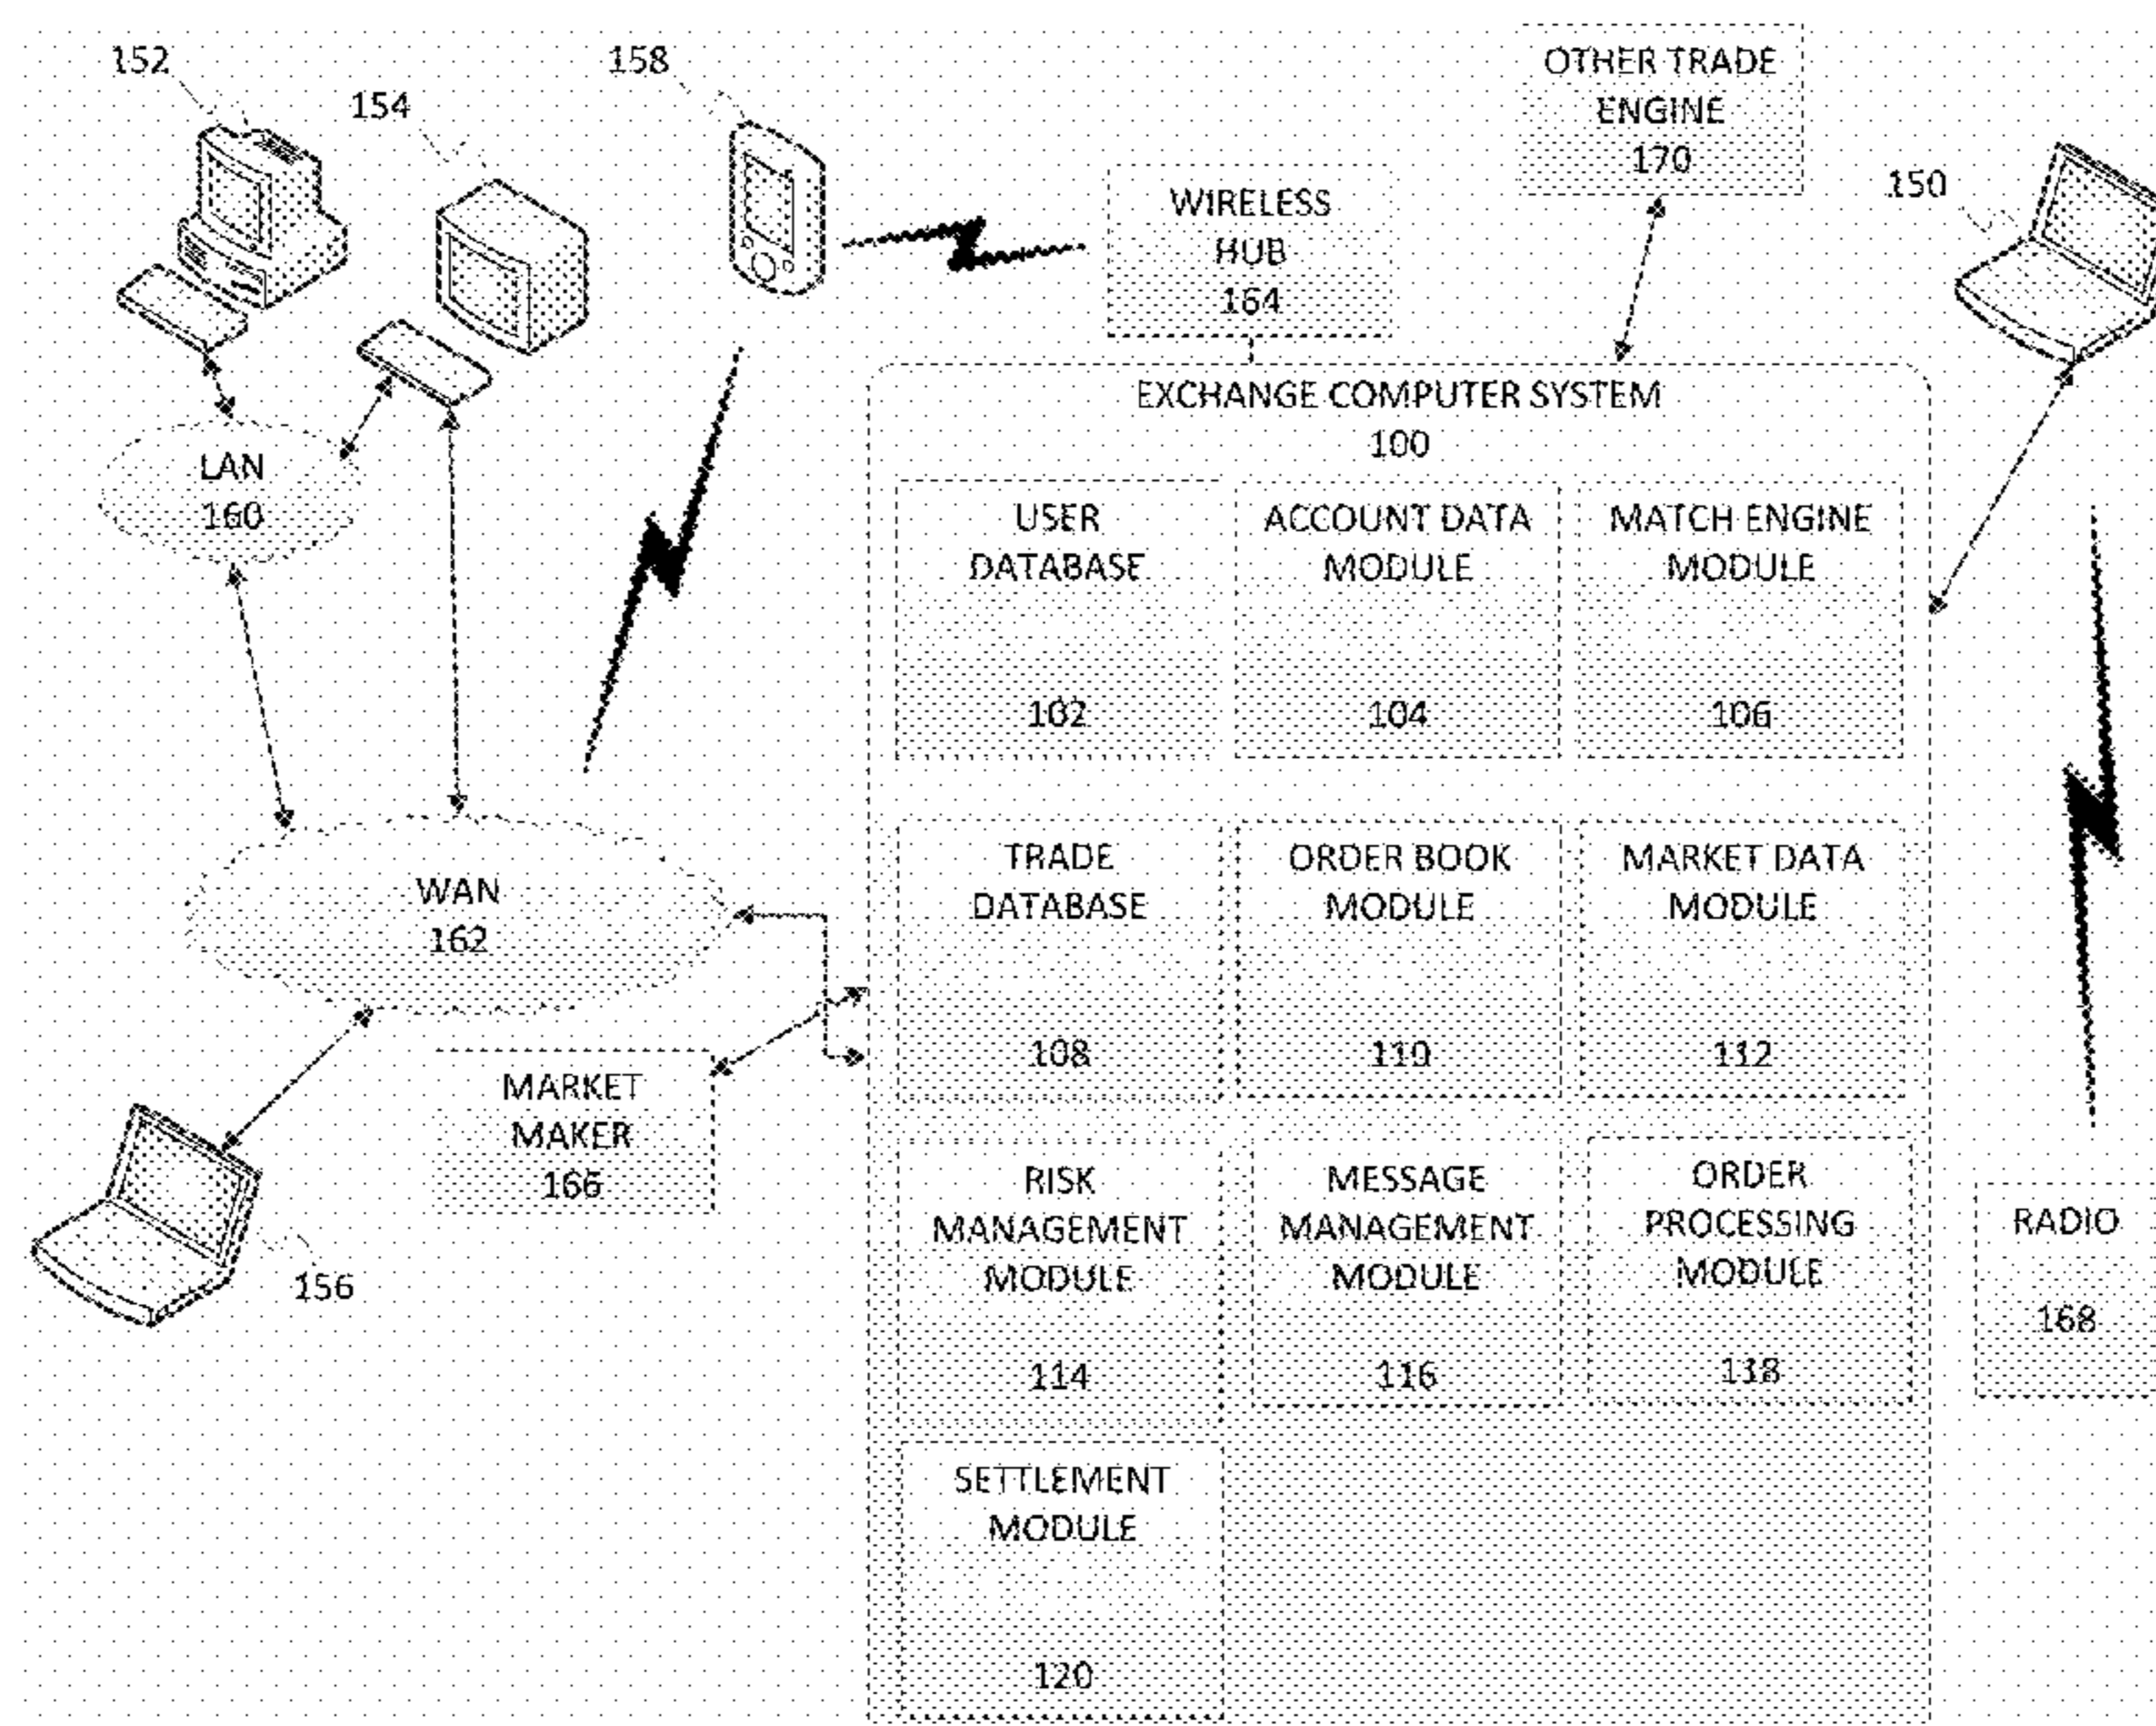 152
154
158
OTHER TRADE
ENGINE
170
150
WIRELESS
HUB
164
EXCHANGE COMPUTER SYSTEM
100
LAN
160
USER
DATABASE
102
ACCOUNT DATA
MODULE
104
MATCH ENGINE
MODULE
106
WAN
162
TRADE
DATABASE
108
ORDER BOOK
MODULE
110
MARKET DATA
MODULE
112
MARKET
MAKER
166
156
RISK
MANAGEMENT
MODULE
114
MESSAGE
MANAGEMENT
MODULE
116
ORDER
PROCESSING
MODULE
118
RADIO
168
SETTLEMENT
MODULE
120